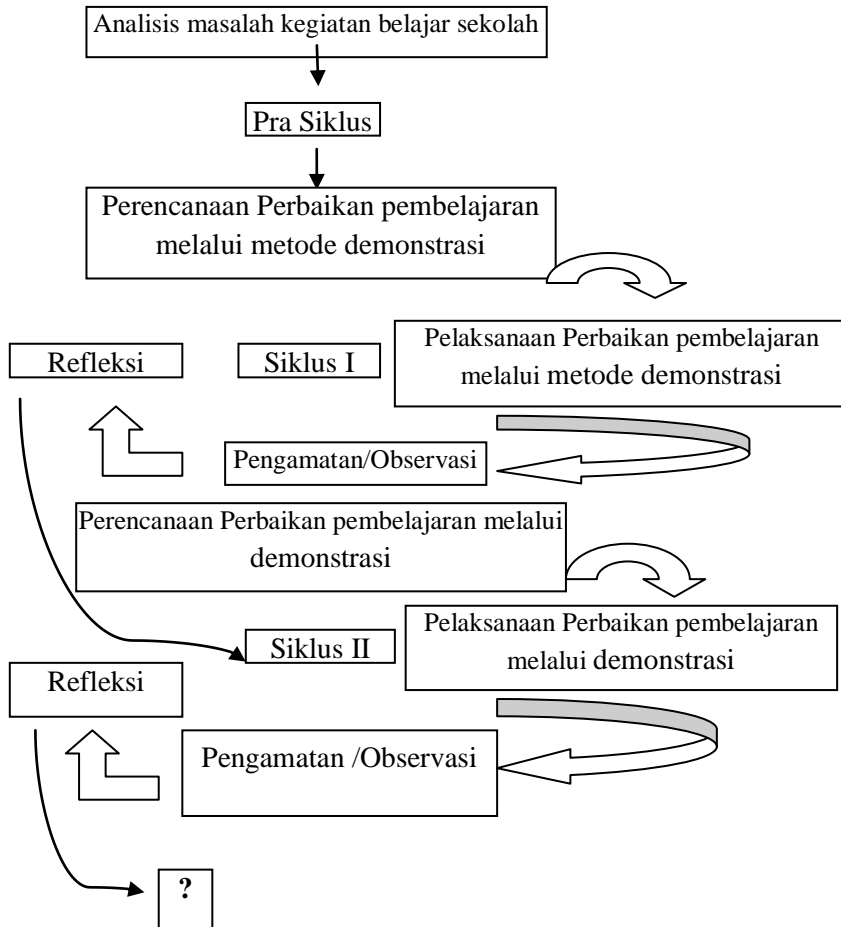 Analisis masalah kegiatan belajar sekolah
Pra Siklus
Perencanaan Perbaikan pembelajaran
melalui metode demonstrasi
Pelaksanaan Perbaikan pembelajaran
melalui metode demonstrasi
Refleksi
Siklus I
Pengamatan/Observasi
Perencanaan Perbaikan pembelajaran melalui
demonstrasi
Pelaksanaan Perbaikan pembelajaran
melalui demonstrasi
Siklus II
Refleksi
Pengamatan /Observasi
?